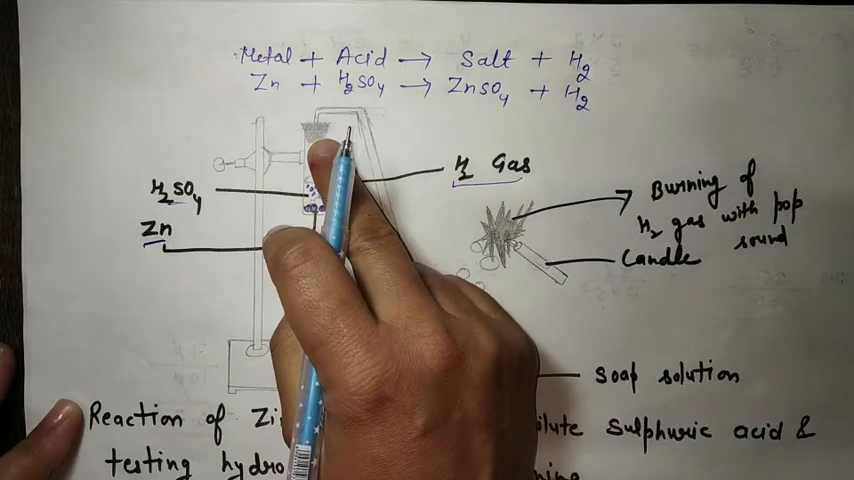 Metal + Acid → Salt + H2
Zn + H2SO4 → ZnSO4 + H2
H2 Gas
H2SO4
Zn
Burning of
H2 gas with pop
sound
Candle
Soap solution
Reaction of Sulphuric acid &
testing